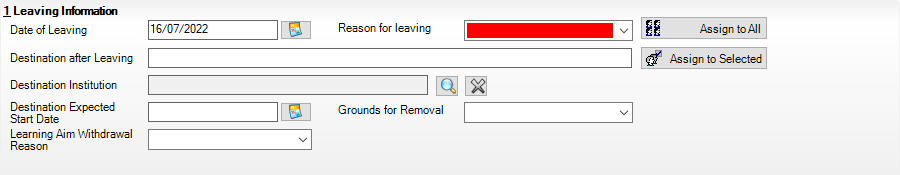 1 Leaving Information
Date of Leaving 16/07/2022 Reason for leaving Assign to All
Destination after Leaving Assign to Selected
Destination Institution
Destination Expected Start Date Grounds for Removal
Learning Aim Withdrawal Reason